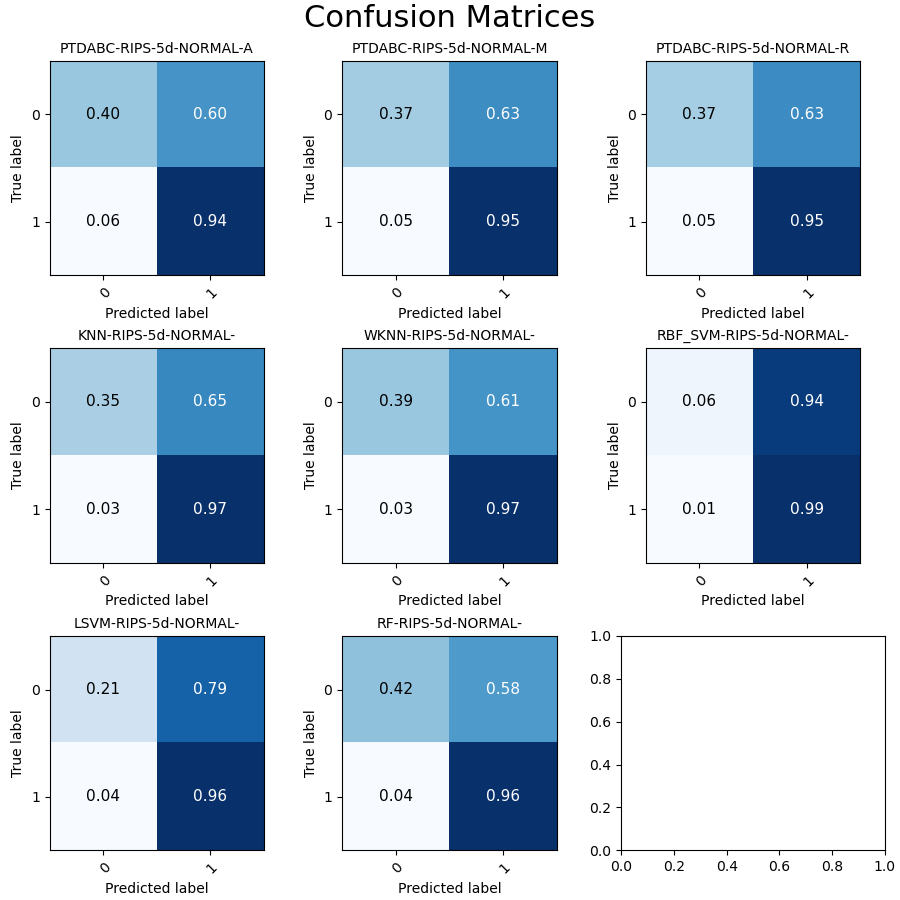 Confusion Matrices
PTDABC-RIPS-5d-NORMAL-A
PTDABC-RIPS-5d-NORMAL-M
PTDABC-RIPS-5d-NORMAL-R
True label
0
0.40
0.60
1
0.06
0.94
0
1
Predicted label
True label
0
0.37
0.63
1
0.05
0.95
0
1
Predicted label
True label
0
0.37
0.63
1
0.05
0.95
0
1
Predicted label
KNN-RIPS-5d-NORMAL-
WKNN-RIPS-5d-NORMAL-
RBF_SVM-RIPS-5d-NORMAL-
True label
0
0.35
0.65
1
0.03
0.97
0
1
Predicted label
True label
0
0.39
0.61
1
0.03
0.97
0
1
Predicted label
True label
0
0.06
0.94
1
0.01
0.99
0
1
Predicted label
LSVM-RIPS-5d-NORMAL-
RF-RIPS-5d-NORMAL-
True label
0
0.21
0.79
1
0.04
0.96
0
1
Predicted label
True label
0
0.42
0.58
1
0.04
0.96
0
1
Predicted label
1.0
0.8
0.6
0.4
0.2
0.0
0.0 0.2 0.4 0.6 0.8 1.0